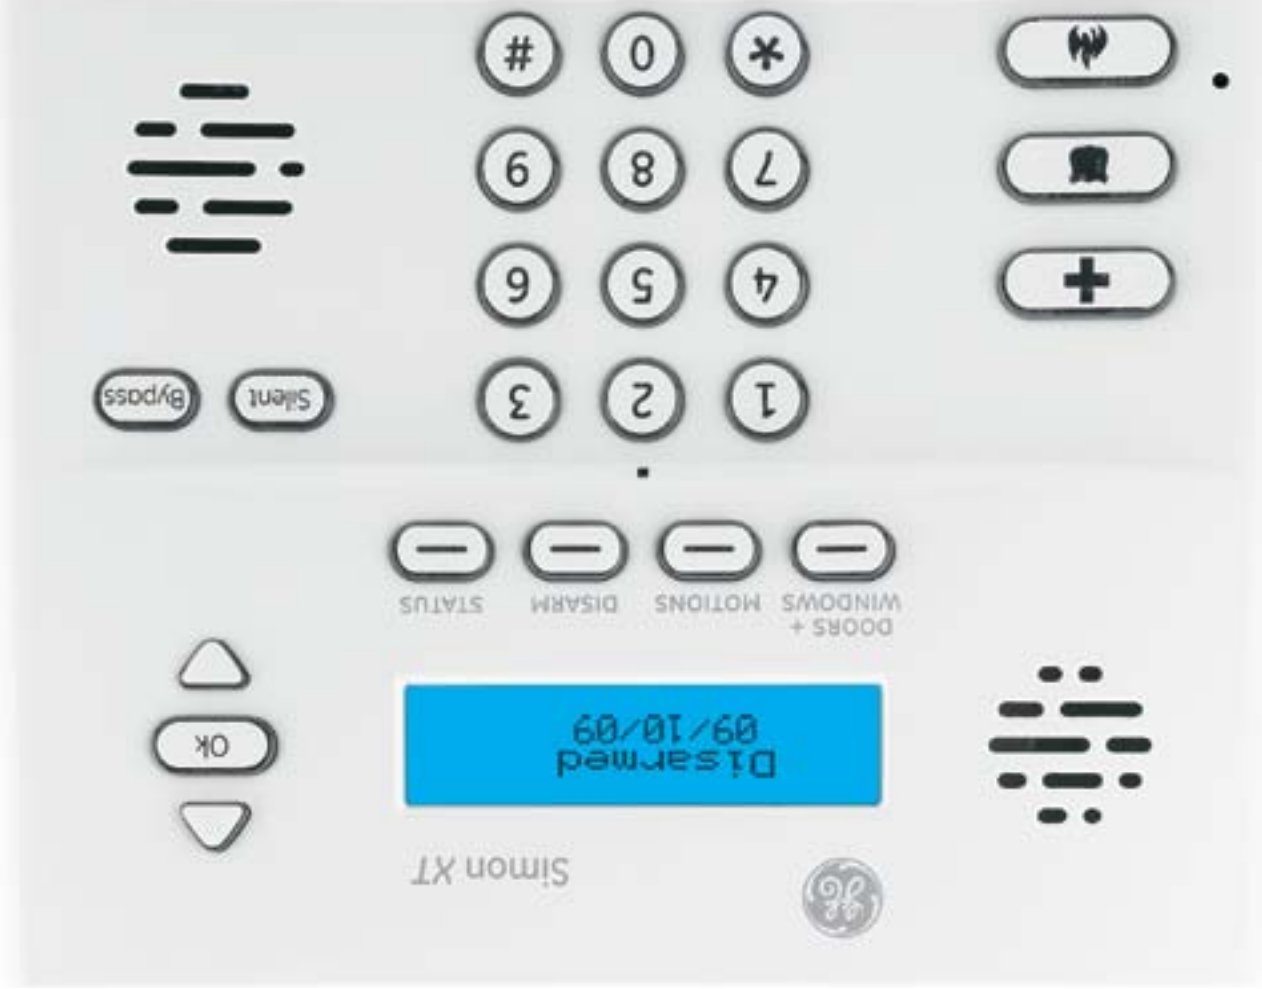 GE
Simon XT
Disarmed
09/10/09
Ok
DOORS +
WINDOWS
MOTIONS
DISARM
STATUS
1 2 3
Silent
Bypass
4 5 6
7 8 9
* 0 #